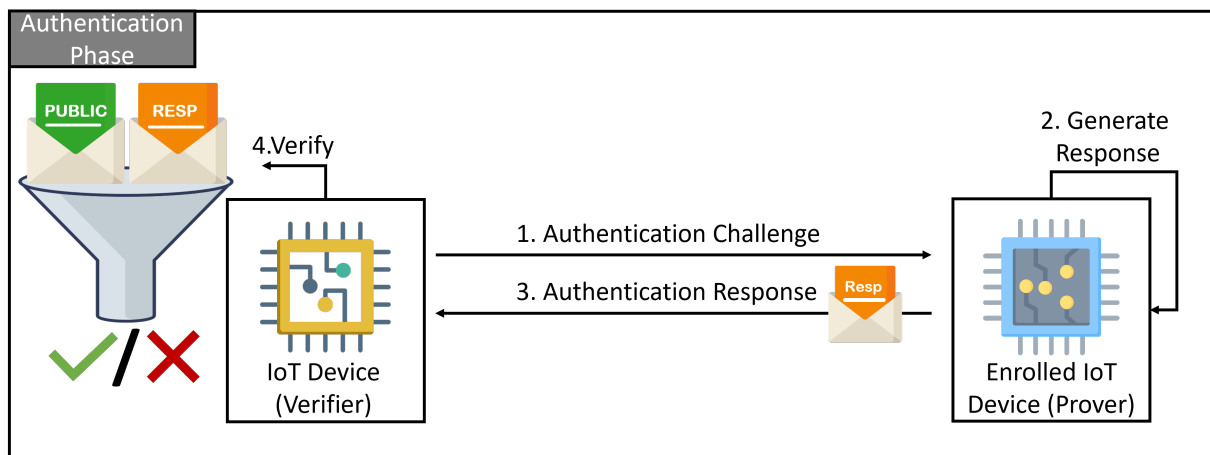 Authentication
Phase
PUBLIC
RESP
4.Verify
2. Generate
Response
1. Authentication Challenge
3. Authentication Response
Resp
IoT Device
(Verifier)
Enrolled IoT
Device (Prover)